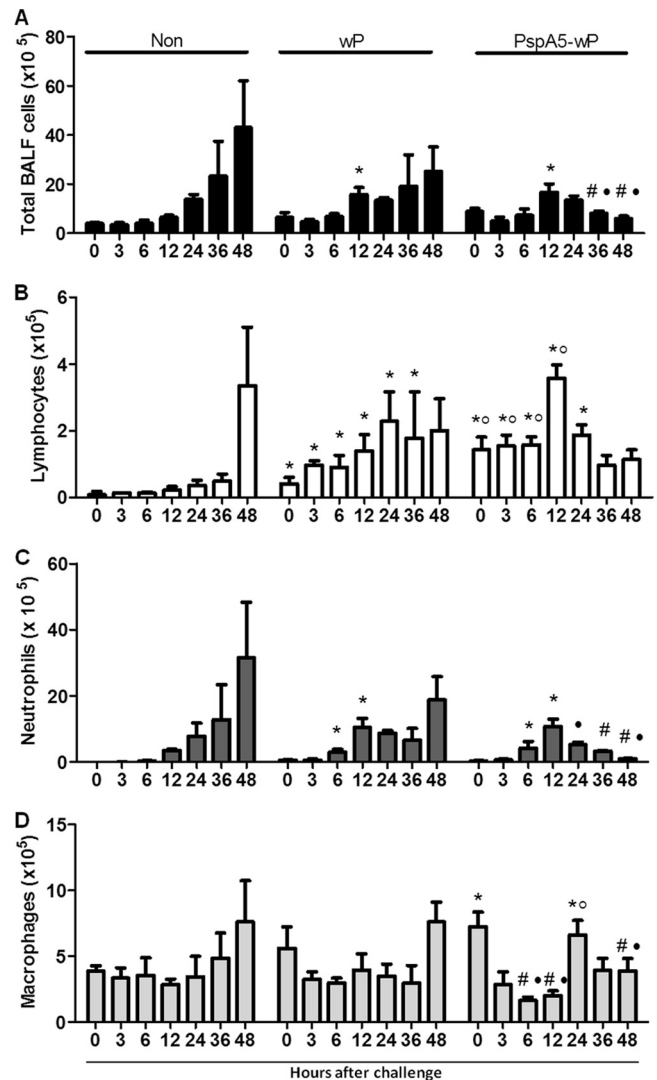 A
Non wP PspA5-wP
Total BALF cells (x10 5)
80
60
40
20
0
* * # • # •
0 3 6 12 24 36 48 0 3 6 12 24 36 48 0 3 6 12 24 36 48
B
Lymphocytes (x10⁵)
6
4
2
0
* * * * * * *○ *○ *○ *○ *
0 3 6 12 24 36 48 0 3 6 12 24 36 48 0 3 6 12 24 36 48
C
Neutrophils (x 10 5)
60
40
20
0
* * * * • # # •
0 3 6 12 24 36 48 0 3 6 12 24 36 48 0 3 6 12 24 36 48
D
Macrophages (x10⁵)
15
10
5
0
* # • # • *○ # •
0 3 6 12 24 36 48 0 3 6 12 24 36 48 0 3 6 12 24 36 48
Hours after challenge